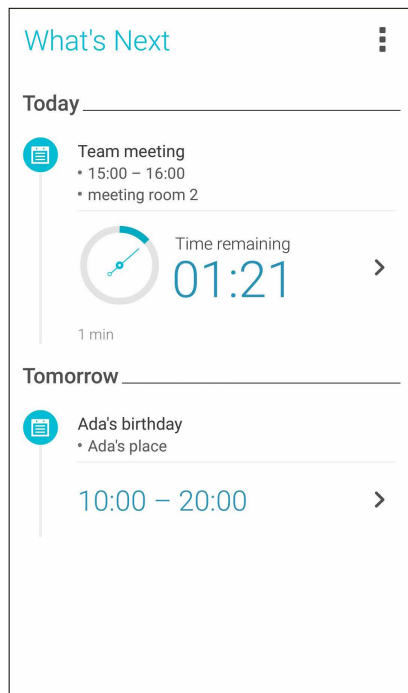 What's Next
Today
Team meeting
• 15:00 – 16:00
• meeting room 2
Time remaining
01:21
1 min
Tomorrow
Ada's birthday
• Ada's place
10:00 – 20:00